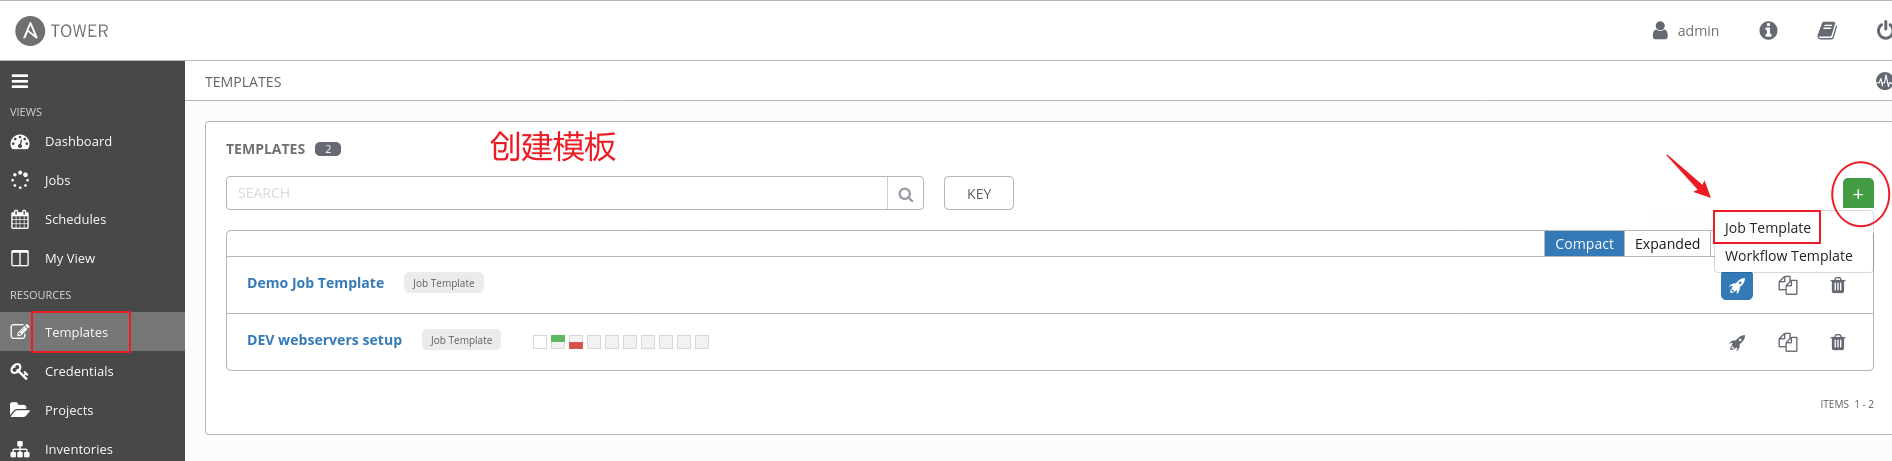 TOWER
admin
VIEWS
Dashboard
Jobs
Schedules
My View
RESOURCES
Templates
Credentials
Projects
Inventories
TEMPLATES
TEMPLATES 2
创建模板
SEARCH
KEY
+
Job Template
Workflow Template
Compact
Expanded
Demo Job Template Job Template
DEV webservers setup Job Template
ITEMS 1 - 2